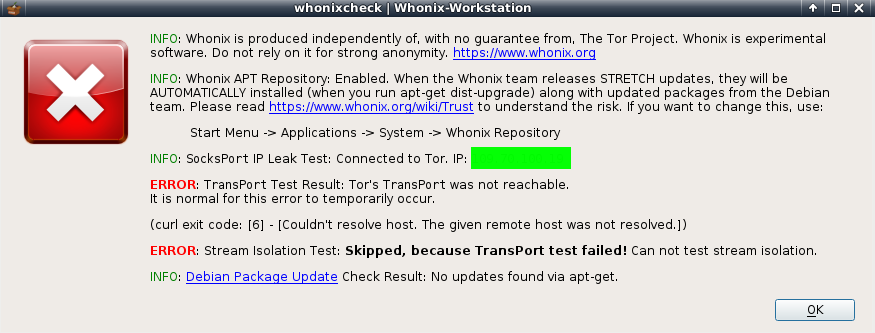 whonixcheck | Whonix-Workstation
INFO: Whonix is produced independently of, with no guarantee from, The Tor Project. Whonix is experimental
software. Do not rely on it for strong anonymity. https://www.whonix.org
INFO: Whonix APT Repository: Enabled. When the Whonix team releases STRETCH updates, they will be
AUTOMATICALLY installed (when you run apt-get dist-upgrade) along with updated packages from the Debian
team. Please read https://www.whonix.org/wiki/Trust to understand the risk. If you want to change this, use:
Start Menu -> Applications -> System -> Whonix Repository
INFO: SocksPort IP Leak Test: Connected to Tor. IP:
ERROR: TransPort Test Result: Tor's TransPort was not reachable.
It is normal for this error to temporarily occur.
(curl exit code: [6] - [Couldn't resolve host. The given remote host was not resolved.])
ERROR: Stream Isolation Test: Skipped, because TransPort test failed! Can not test stream isolation.
INFO: Debian Package Update Check Result: No updates found via apt-get.
OK